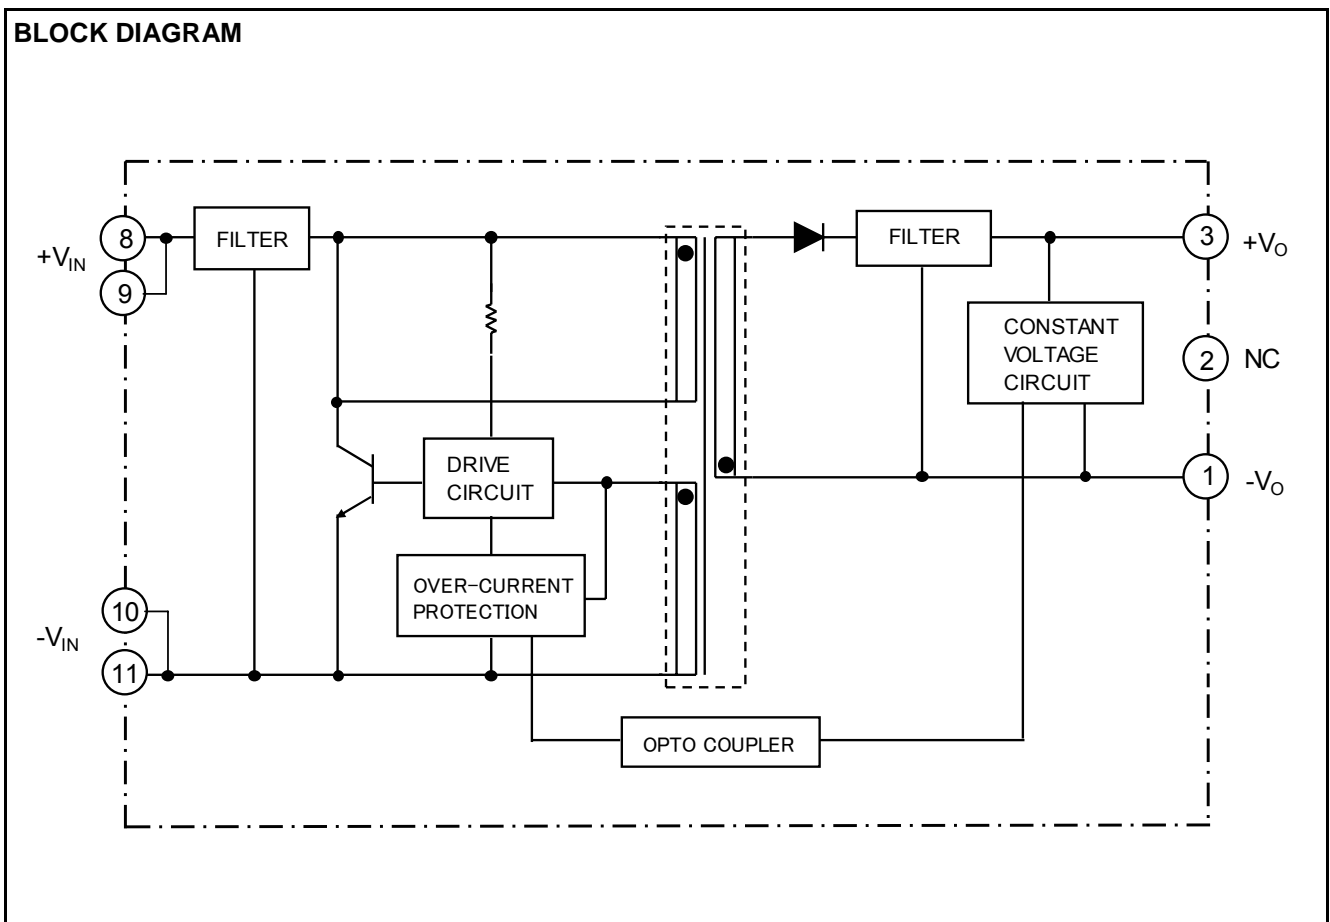 BLOCK DIAGRAM
8
FILTER
FILTER
3
+VIN
+VO
9
CONSTANT
VOLTAGE
CIRCUIT
2
NC
DRIVE
CIRCUIT
1
-VO
OVER-CURRENT
PROTECTION
10
-VIN
11
OPTO COUPLER